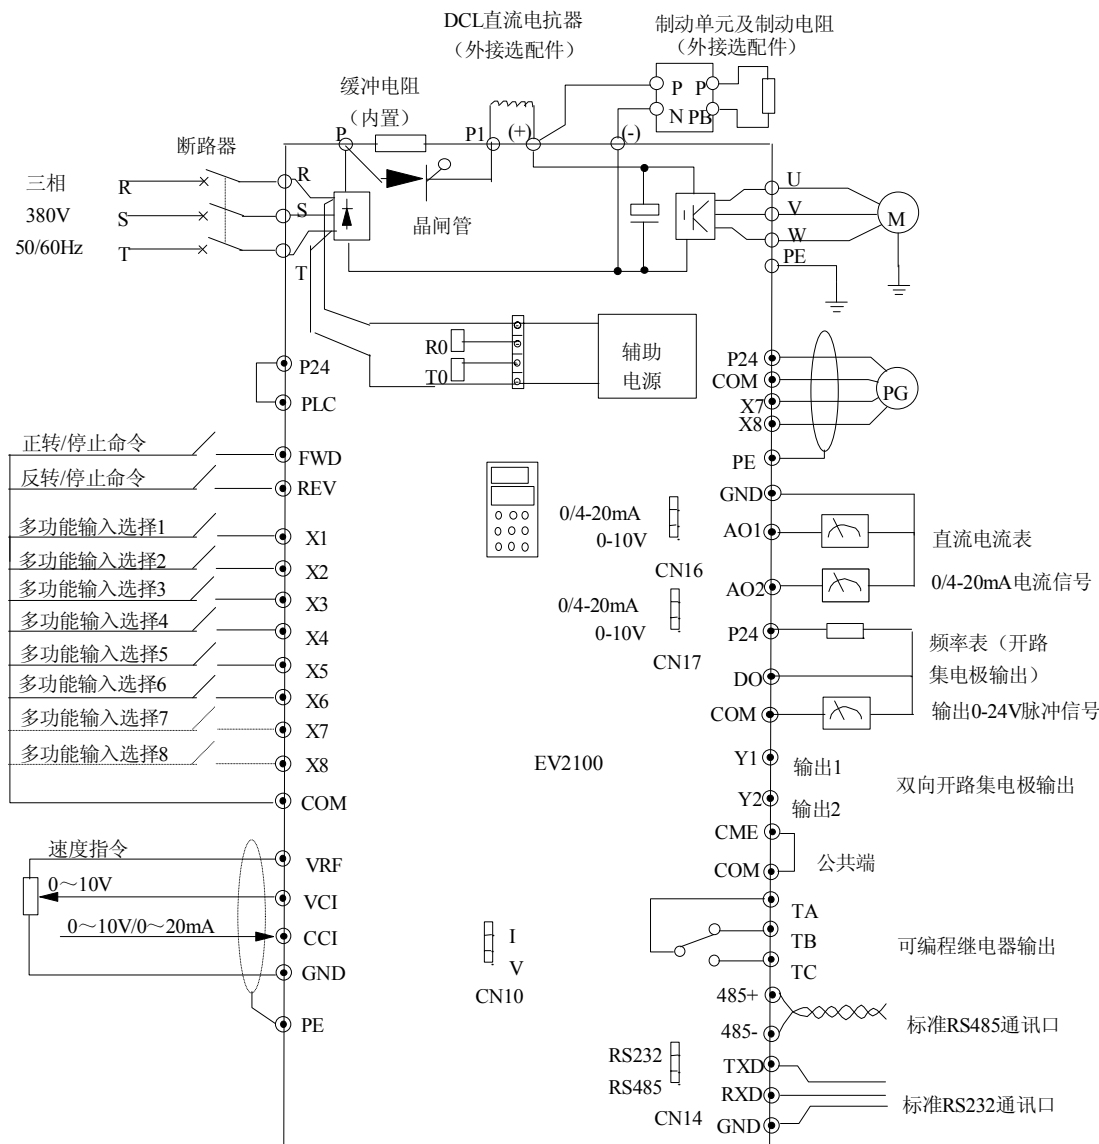 DCL直流电抗器
（外接选配件）
制动单元及制动电阻
（外接选配件）
缓冲电阻
（内置）
P
P
N
PB
P
P1
(+)
(-)
断路器
三相
380V
50/60Hz
R
S
T
R
S
T
晶闸管
U
V
W
PE
M
R0
T0
辅助
电源
P24
PLC
P24
COM
X7
X8
PE
PG
正转/停止命令
FWD
反转/停止命令
REV
多功能输入选择1
X1
多功能输入选择2
X2
多功能输入选择3
X3
多功能输入选择4
X4
多功能输入选择5
X5
多功能输入选择6
X6
多功能输入选择7
X7
多功能输入选择8
X8
COM
0/4-20mA
0-10V
CN16
0/4-20mA
0-10V
CN17
GND
AO1
AO2
直流电流表
0/4-20mA电流信号
P24
DO
COM
频率表（开路
集电极输出）
输出0-24V脉冲信号
EV2100
Y1
输出1
Y2
输出2
双向开路集电极输出
CME
COM
公共端
速度指令
VRF
0～10V
VCI
0～10V/0～20mA
CCI
GND
PE
I
V
CN10
TA
TB
TC
可编程继电器输出
485+
485-
标准RS485通讯口
RS232
RS485
CN14
TXD
RXD
GND
标准RS232通讯口